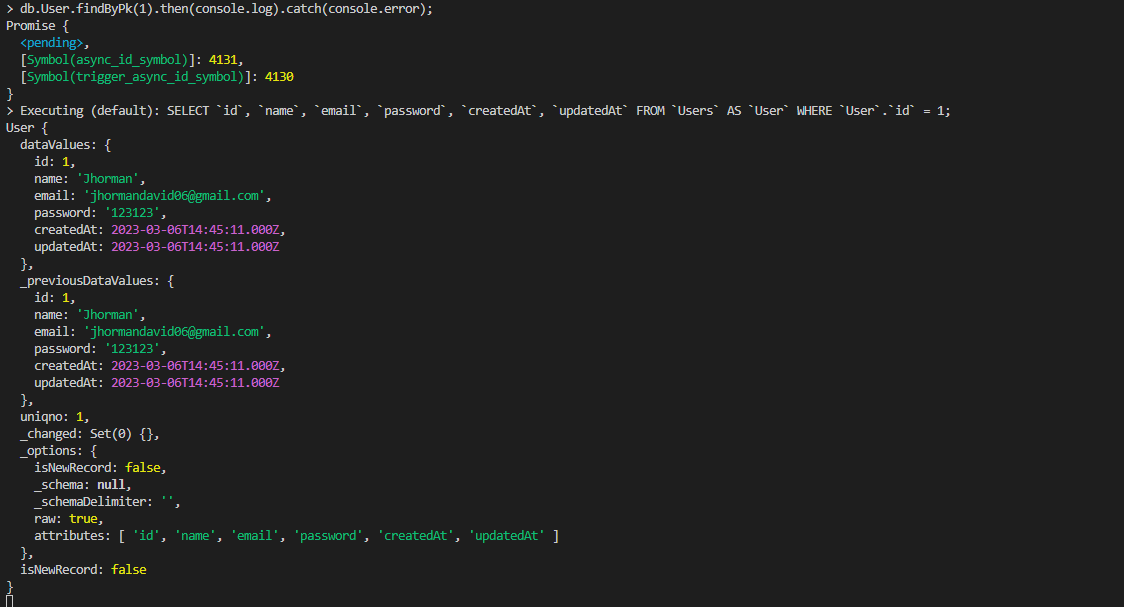 > db.User.findByPk(1).then(console.log).catch(console.error);
Promise {
  <pending>,
  [Symbol(async_id_symbol)]: 4131,
  [Symbol(trigger_async_id_symbol)]: 4130
}
> Executing (default): SELECT `id`, `name`, `email`, `password`, `createdAt`, `updatedAt` FROM `Users` AS `User` WHERE `User`.`id` = 1;
User {
  dataValues: {
    id: 1,
    name: 'Jhorman',
    email: 'jhormandavid06@gmail.com',
    password: '123123',
    createdAt: 2023-03-06T14:45:11.000Z,
    updatedAt: 2023-03-06T14:45:11.000Z
  },
  _previousDataValues: {
    id: 1,
    name: 'Jhorman',
    email: 'jhormandavid06@gmail.com',
    password: '123123',
    createdAt: 2023-03-06T14:45:11.000Z,
    updatedAt: 2023-03-06T14:45:11.000Z
  },
  uniqno: 1,
  _changed: Set(0) {},
  _options: {
    isNewRecord: false,
    _schema: null,
    _schemaDelimiter: '',
    raw: true,
    attributes: [ 'id', 'name', 'email', 'password', 'createdAt', 'updatedAt' ]
  },
  isNewRecord: false
}